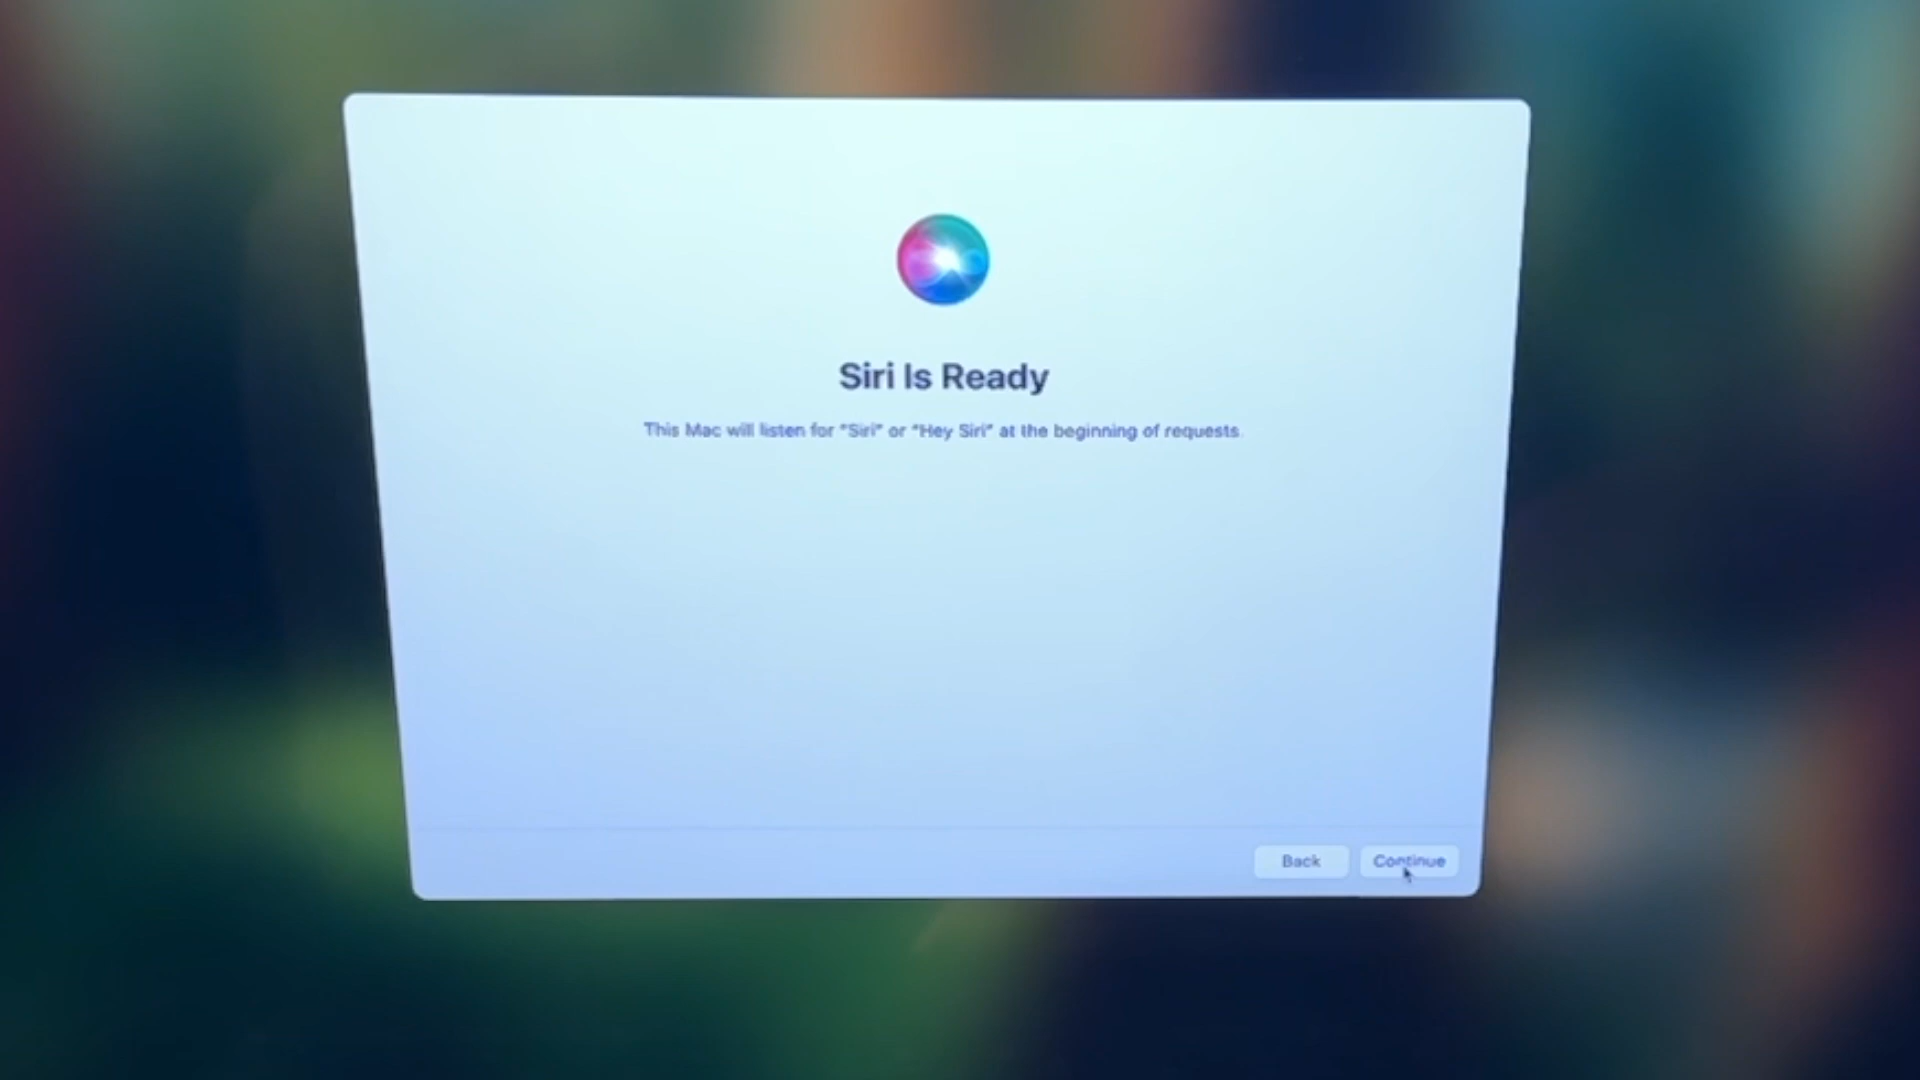 Siri Is Ready
This Mac will listen for "Siri" or "Hey Siri" at the beginning of requests.
Back
Continue